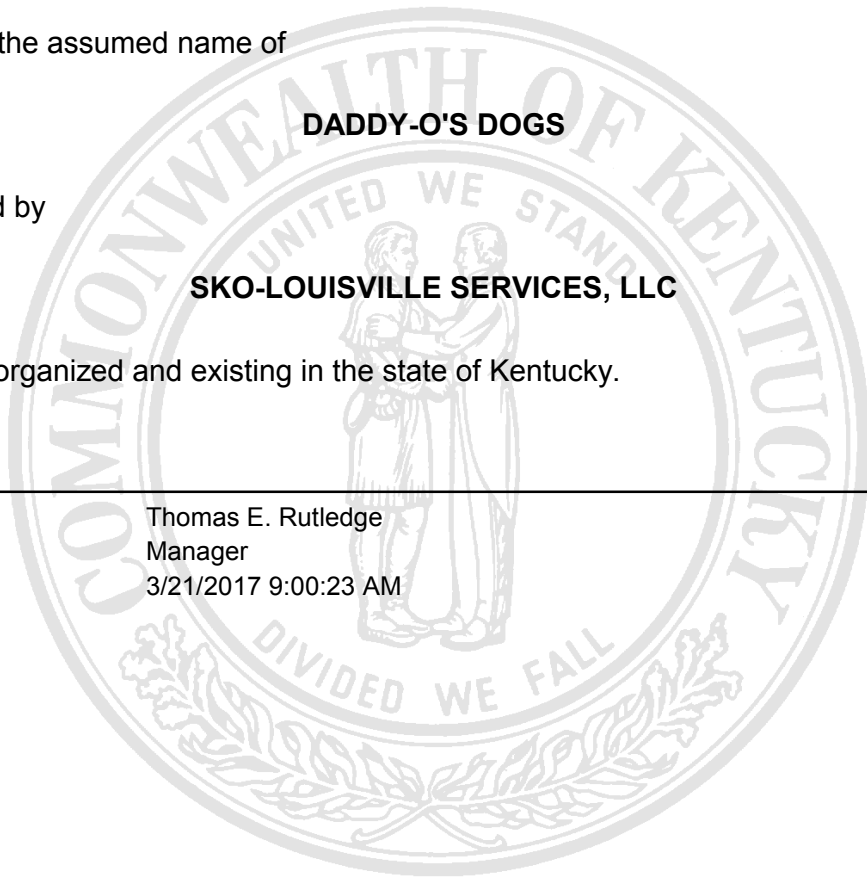 the assumed name of
DADDY-O'S DOGS
d by
SKO-LOUISVILLE SERVICES, LLC
organized and existing in the state of Kentucky.
Thomas E. Rutledge
Manager
3/21/2017 9:00:23 AM
COMMONWEALTH OF KENTUCKY
UNITED WE STAND
DIVIDED WE FALL